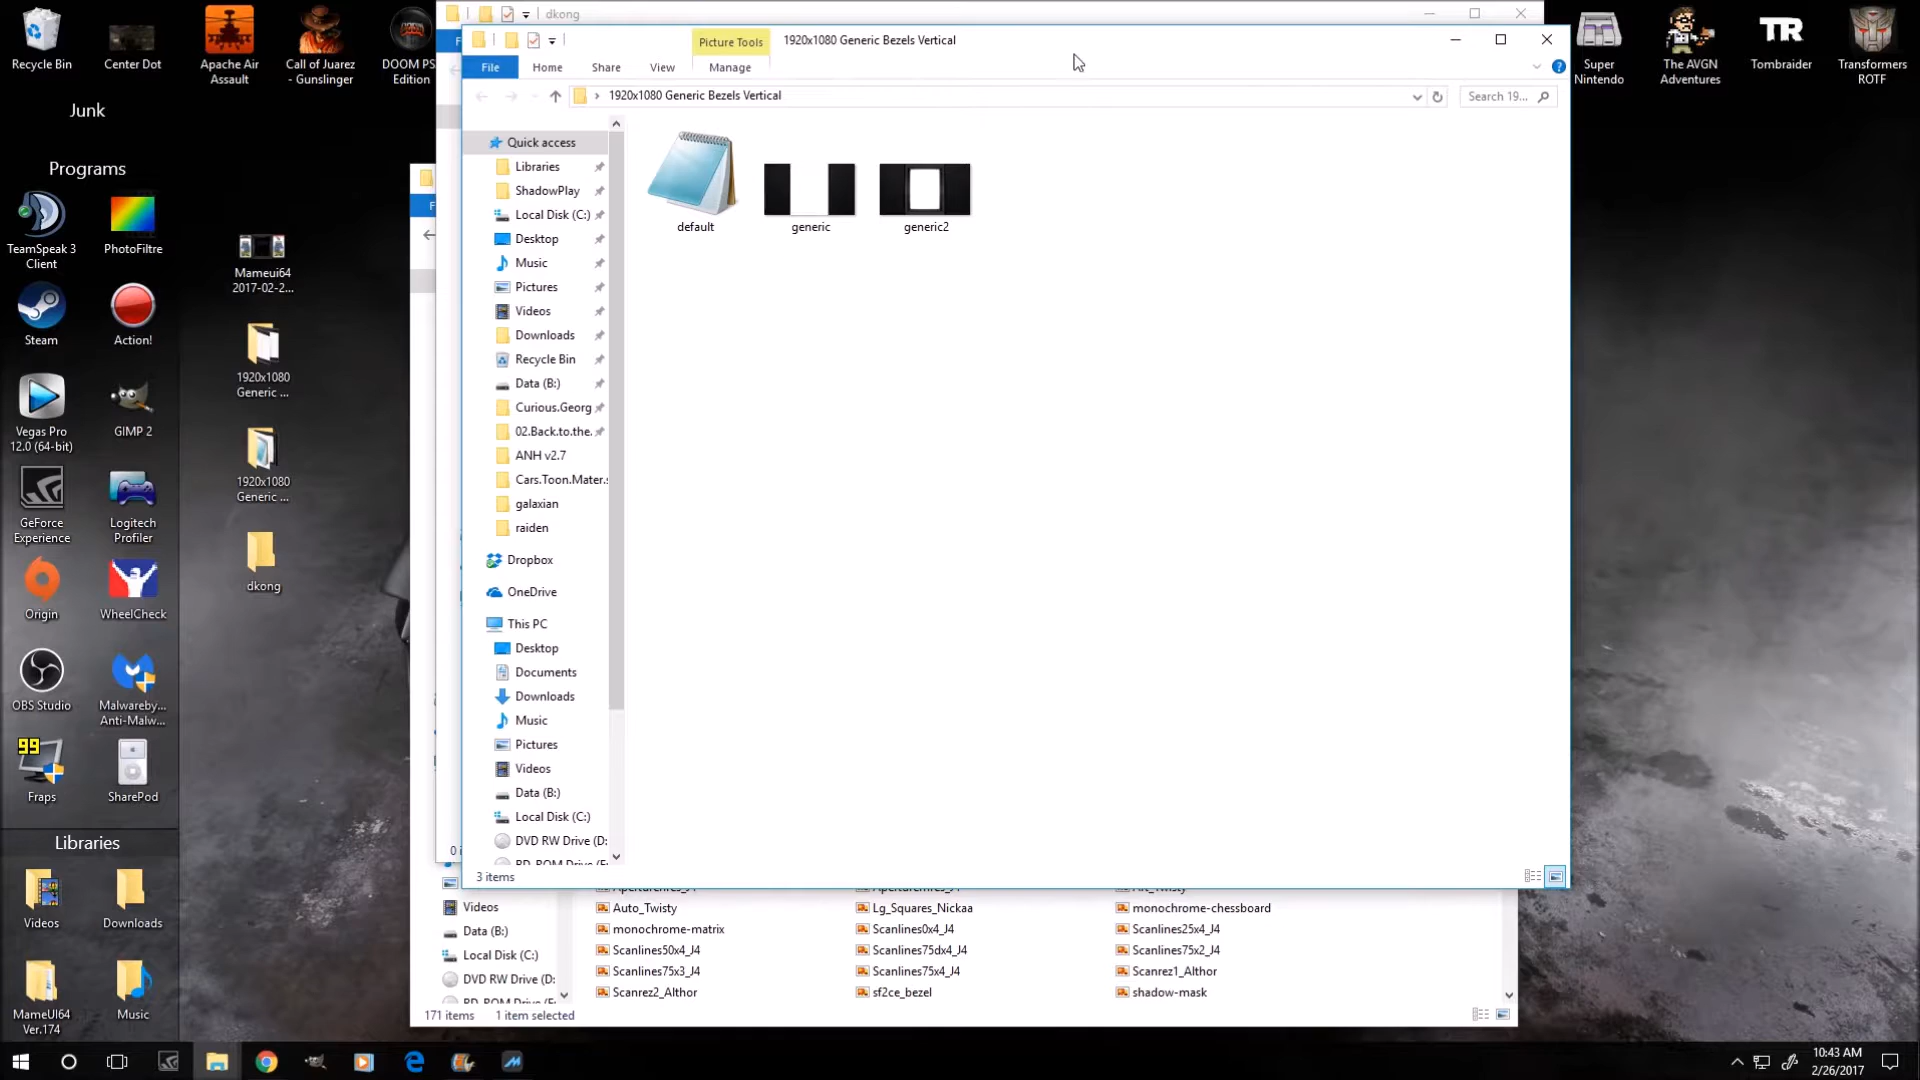 Recycle Bin
Center Dot
Apache Air
Assault
Call of Juarez
- Gunslinger
DOOM PS
Edition
Super
Nintendo
The AVGN
Adventures
TR
Tombraider
Transformers
ROTF
Junk
Programs
TeamSpeak 3
Client
PhotoFiltre
Steam
Action!
Vegas Pro
12.0 (64-bit)
GIMP 2
GeForce
Experience
Logitech
Profiler
Origin
WheelCheck
OBS Studio
Malwareby...
Anti-Malw...
99
Fraps
SharePod
Libraries
Videos
Downloads
MameUI64
Ver.174
Music
Mameui64
2017-02-2...
1920x1080
Generic ...
1920x1080
Generic ...
dkong
dkong
Picture Tools
1920x1080 Generic Bezels Vertical
File
Home
Share
View
Manage
1920x1080 Generic Bezels Vertical
Search 19...
Quick access
Libraries
ShadowPlay
Local Disk (C:)
Desktop
Music
Pictures
Videos
Downloads
Recycle Bin
Data (B:)
Curious.Georg
02.Back.to.the.
ANH v2.7
Cars.Toon.Mater.s
galaxian
raiden
Dropbox
OneDrive
This PC
Desktop
Documents
Downloads
Music
Pictures
Videos
Data (B:)
Local Disk (C:)
DVD RW Drive (D:
default
generic
generic2
3 items
Videos
Data (B:)
Local Disk (C:)
DVD RW Drive (D:
Auto_Twisty
Lg_Squares_Nickaa
monochrome-chessboard
monochrome-matrix
Scanlines0x4_J4
Scanlines25x4_J4
Scanlines50x4_J4
Scanlines75dx4_J4
Scanlines75x2_J4
Scanlines75x3_J4
Scanlines75x4_J4
Scanrez1_Althor
Scanrez2_Althor
sf2ce_bezel
shadow-mask
171 items
1 item selected
10:43 AM
2/26/2017